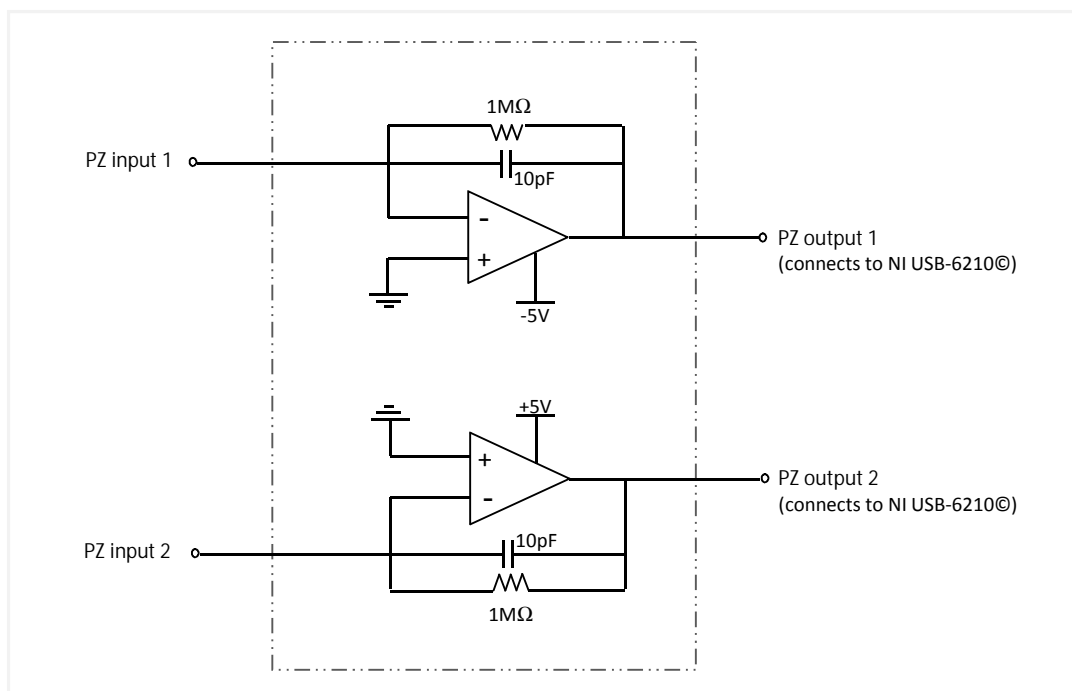 1MΩ
PZ input 1
10pF
-
+
PZ output 1
(connects to NI USB-6210©)
-5V
+5V
+
-
PZ output 2
(connects to NI USB-6210©)
PZ input 2
10pF
1MΩ